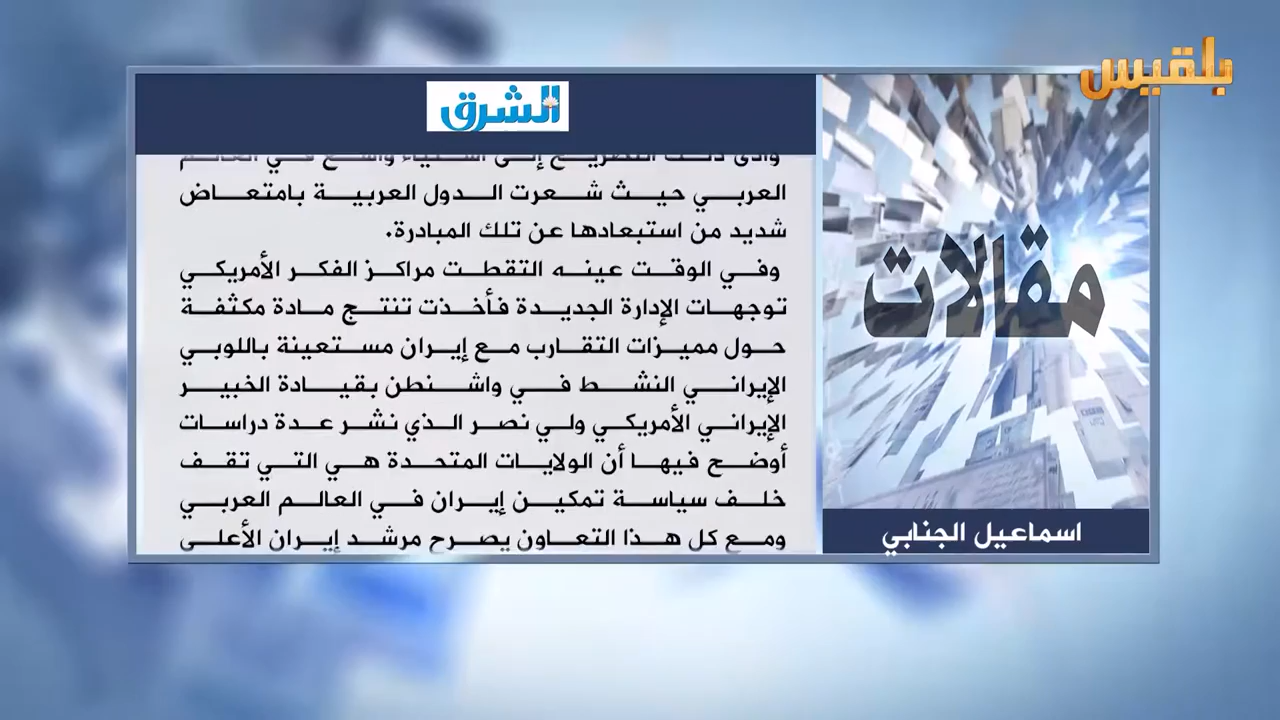 بلقيس
الشرق
العربي حيث شعرت الدول العربية بامتعاض
شديد من استبعادها عن تلك المبادرة.
وفي الوقت عينه التقطت مراكز الفكر الأمريكي
توجهات الإدارة الجديدة فأخذت تنتج مادة مكثفة
حول مميزات التقارب مع إيران مستعينة باللوبي
الإيراني النشط في واشنطن بقيادة الخبير
الإيراني الأمريكي ولي نصر الذي نشر عدة دراسات
أوضح فيها أن الولايات المتحدة هي التي تقف
خلف سياسة تمكين إيران في العالم العربي
ومع كل هذا التعاون يصرح مرشد إيران الأعلى
مقالات
اسماعيل الجنابي